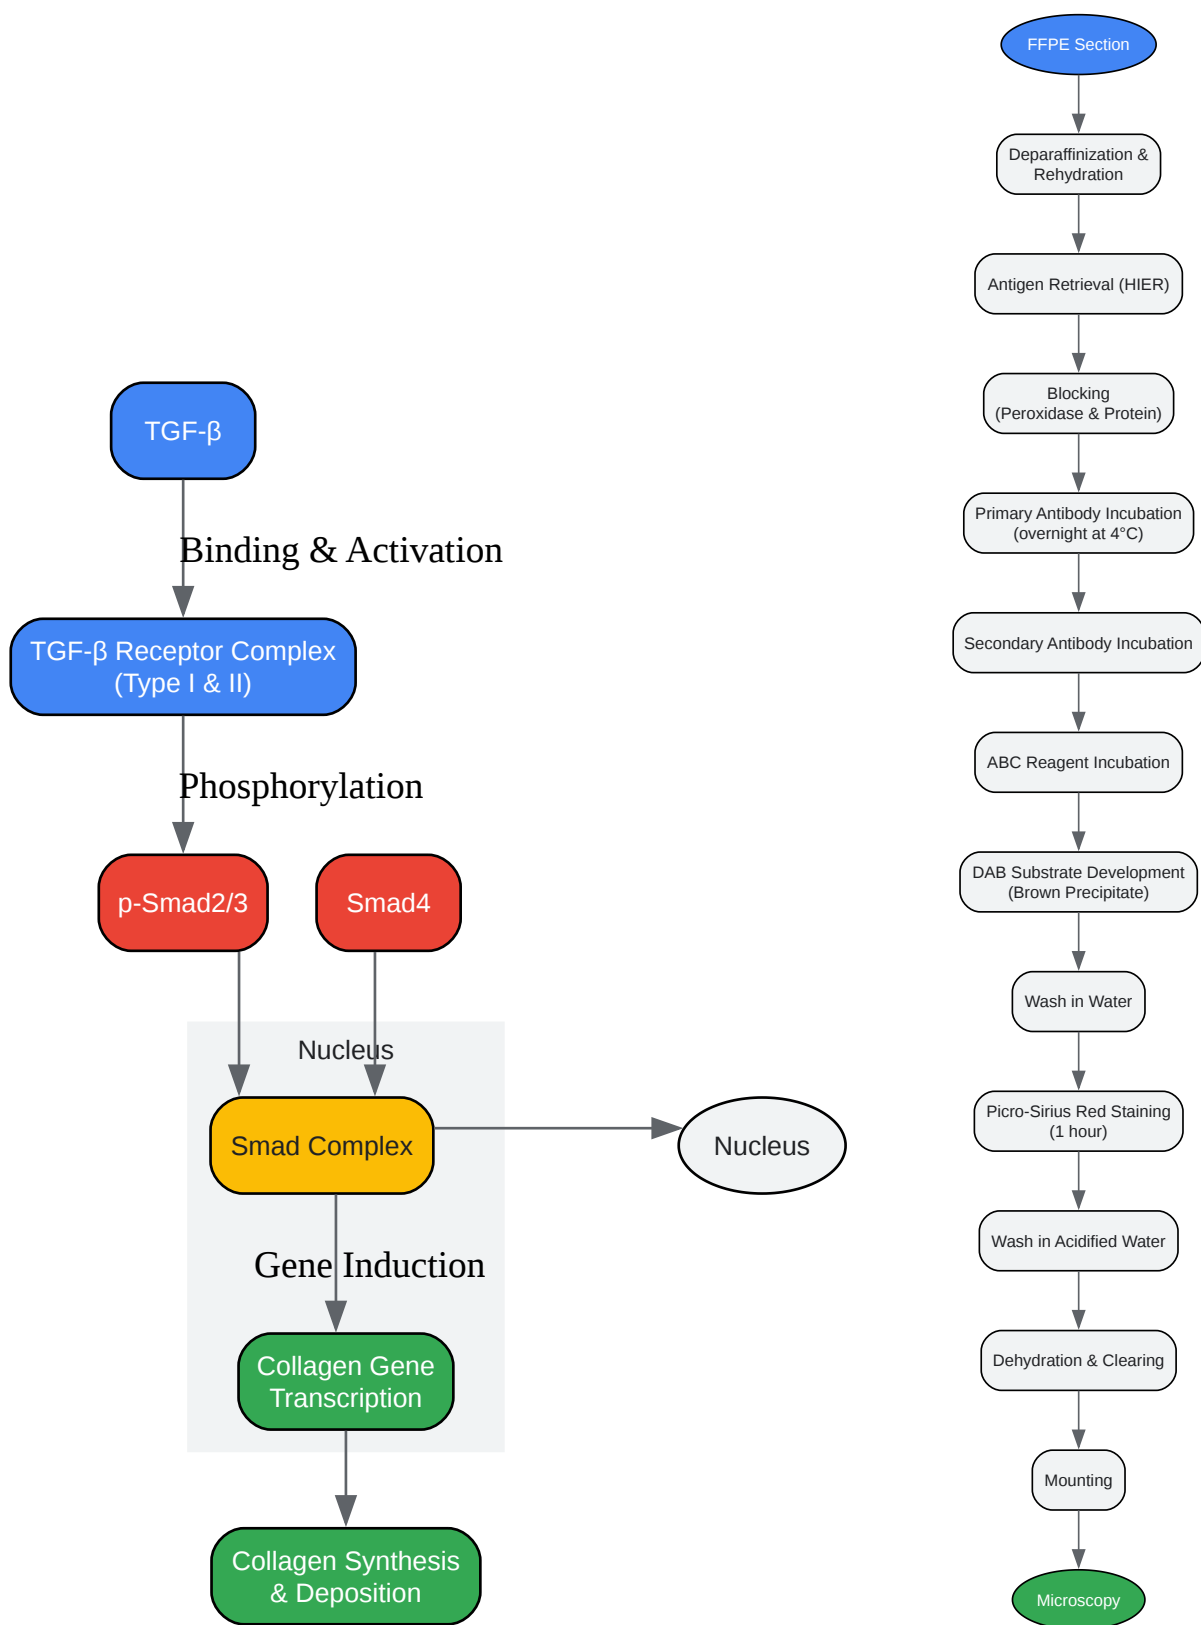 TGF-β
Binding & Activation
TGF-β Receptor Complex
(Type I & II)
Phosphorylation
p-Smad2/3
Smad4
Nucleus
Smad Complex
Nucleus
Gene Induction
Collagen Gene
Transcription
Collagen Synthesis
& Deposition
FFPE Section
Deparaffinization &
Rehydration
Antigen Retrieval (HIER)
Blocking
(Peroxidase & Protein)
Primary Antibody Incubation
(overnight at 4°C)
Secondary Antibody Incubation
ABC Reagent Incubation
DAB Substrate Development
(Brown Precipitate)
Wash in Water
Picro-Sirius Red Staining
(1 hour)
Wash in Acidified Water
Dehydration & Clearing
Mounting
Microscopy